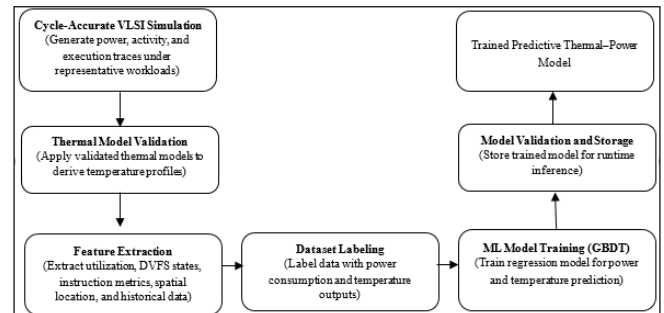 Cycle-Accurate VLSI Simulation
(Generate power, activity, and
execution traces under
representative workloads)
Thermal Model Validation
(Apply validated thermal models to
derive temperature profiles)
Feature Extraction
(Extract utilization, DVFS states,
instruction metrics, spatial
location, and historical data)
Dataset Labeling
(Label data with power
consumption and temperature
outputs)
ML Model Training (GBDT)
(Train regression model for power
and temperature prediction)
Model Validation and Storage
(Store trained model for runtime
inference)
Trained Predictive Thermal–Power
Model